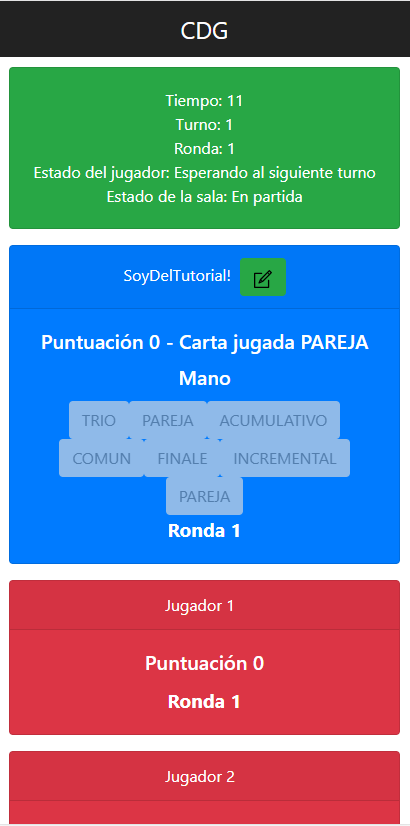 CDG
Tiempo: 11
Turno: 1
Ronda: 1
Estado del jugador: Esperando al siguiente turno
Estado de la sala: En partida
SoyDelTutorial!
Puntuación 0 - Carta jugada PAREJA
Mano
TRIO PAREJA ACUMULATIVO
COMUN FINALE INCREMENTAL
PAREJA
Ronda 1
Jugador 1
Puntuación 0
Ronda 1
Jugador 2